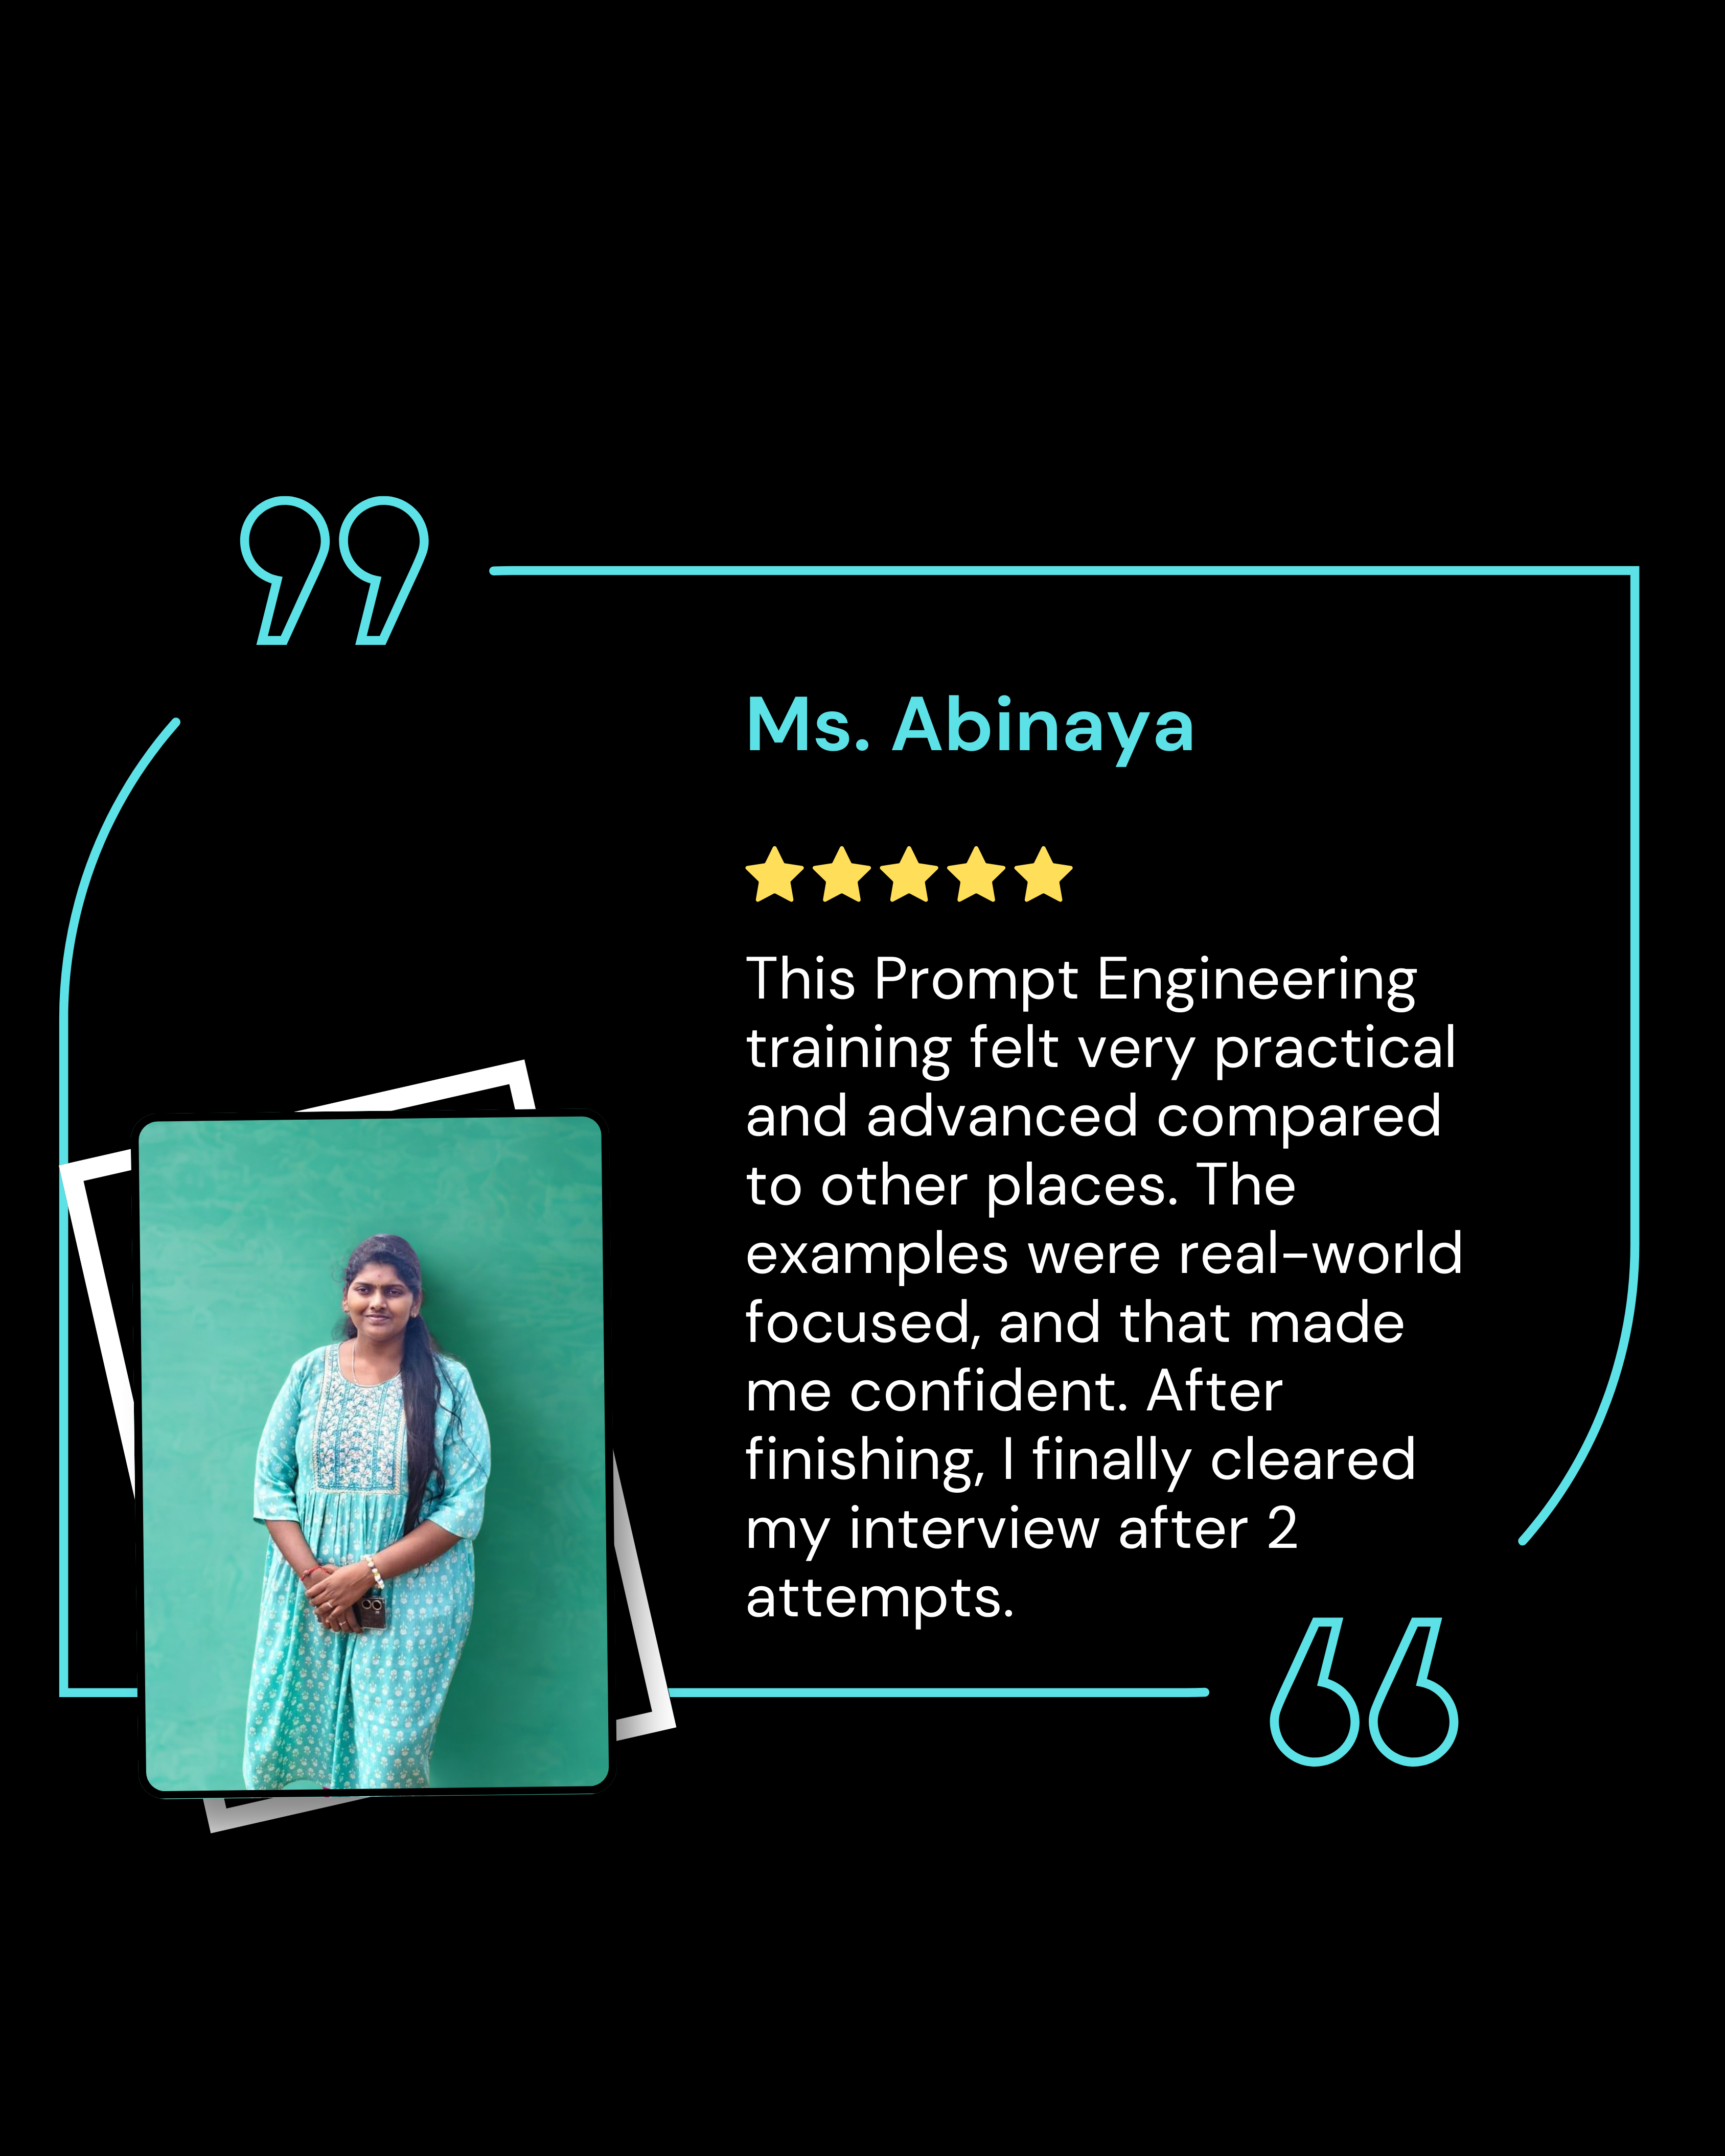 Ms. Abinaya
This Prompt Engineering
training felt very practical
and advanced compared
to other places. The
examples were real-world
focused, and that made
me confident. After
finishing, I finally cleared
my interview after 2
attempts.